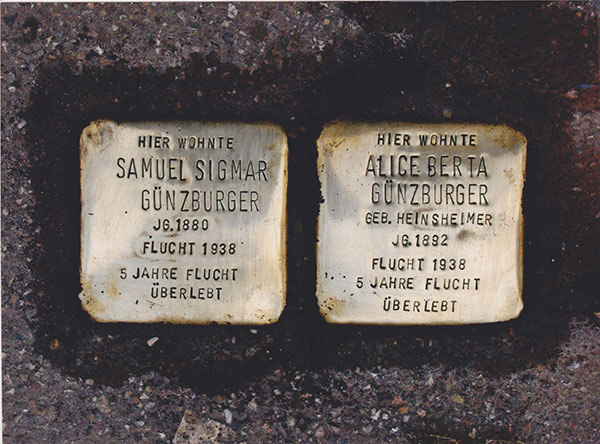 HIER WOHNTE
SAMUEL SIGMAR
GÜNZBURGER
JG. 1880
FLUCHT 1938
5 JAHRE FLUCHT
ÜBERLEBT
HIER WOHNTE
ALICE BERTA
GÜNZBURGER
GEB. HEINSHEIMER
JG. 1892
FLUCHT 1938
5 JAHRE FLUCHT
ÜBERLEBT